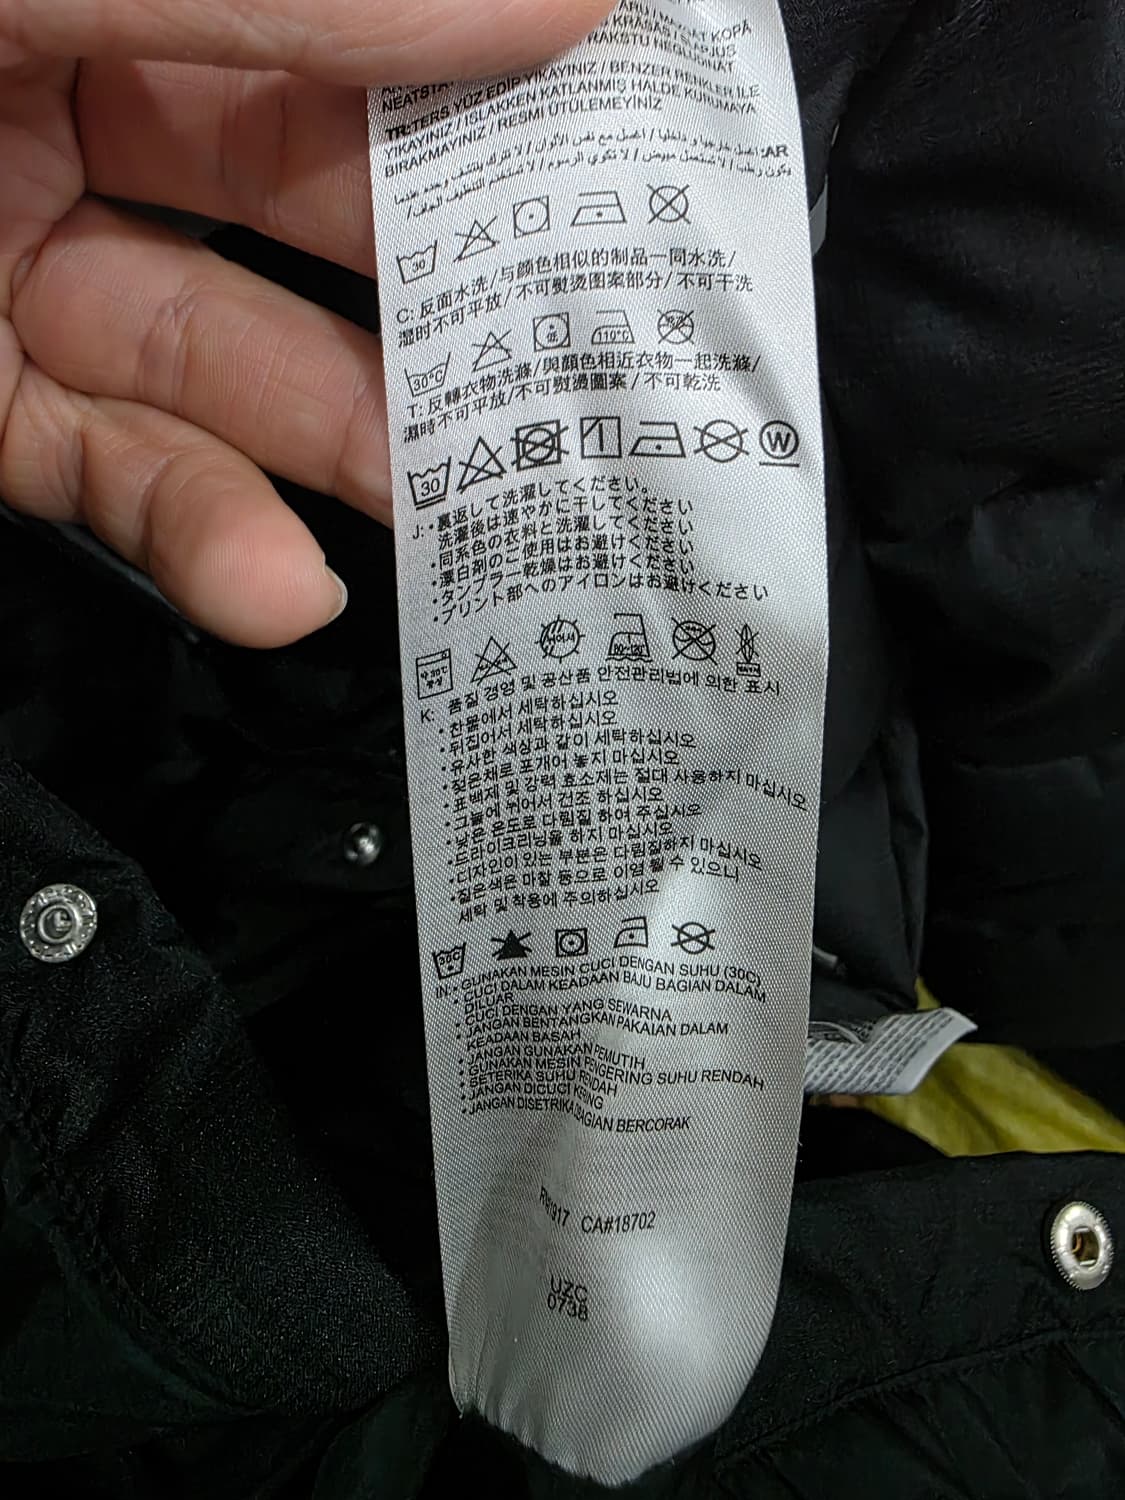 KOPĀ
NEATSTA
TR:TERS YÜZ EDİP YIKAYINIZ / BENZER RENKLER İLE
YIKAYINIZ / ISLAKKEN KATLANMIŞ HALDE KURUMAYA
BIRAKMAYINIZ / RESMİ ÜTÜLEMEYİNİZ
AR:
30
C: 反面水洗/与颜色相似的制品一同水洗/
湿时不可平放/不可熨烫图案部分/不可干洗
30°C 低 110°C
T: 反轉衣物洗滌/與顏色相近衣物一起洗滌/
濕時不可平放/不可熨燙圖案/不可乾洗
30 W
J: •裏返して洗濯してください。
洗濯後は速やかに干してください
•同系色の衣料と洗濯してください
•漂白剤のご使用はお避けください
•タンブラー乾燥はお避けください
•プリント部へのアイロンはお避けください
K: 품질 경영 및 공산품 안전관리법에 의한 표시
•찬물에서 세탁하십시오
•뒤집어서 세탁하십시오
•유사한 색상과 같이 세탁하십시오
•젖은채로 포개어 놓지 마십시오
•표백제 및 강력 효소제는 절대 사용하지 마십시오
•그늘에 뉘어서 건조 하십시오
•낮은 온도로 다림질 하여 주십시오
•드라이크리닝을 하지 마십시오
•디자인이 있는 부분은 다림질하지 마십시오
•짙은색은 마찰 등으로 이염 될 수 있으니
세탁 및 착용에 주의하십시오
30C
IN: •GUNAKAN MESIN CUCI DENGAN SUHU (30C),
•CUCI DALAM KEADAAN BAJU BAGIAN DALAM
DILUAR
•CUCI DENGAN YANG SEWARNA
•JANGAN BENTANGKAN PAKAIAN DALAM
KEADAAN BASAH
•JANGAN GUNAKAN PEMUTIH
•GUNAKAN MESIN PENGERING SUHU RENDAH
•SETERIKA SUHU RENDAH
•JANGAN DICUCI KERING
•JANGAN DISETRIKA BAGIAN BERCORAK
CA#18702
UZC
0738